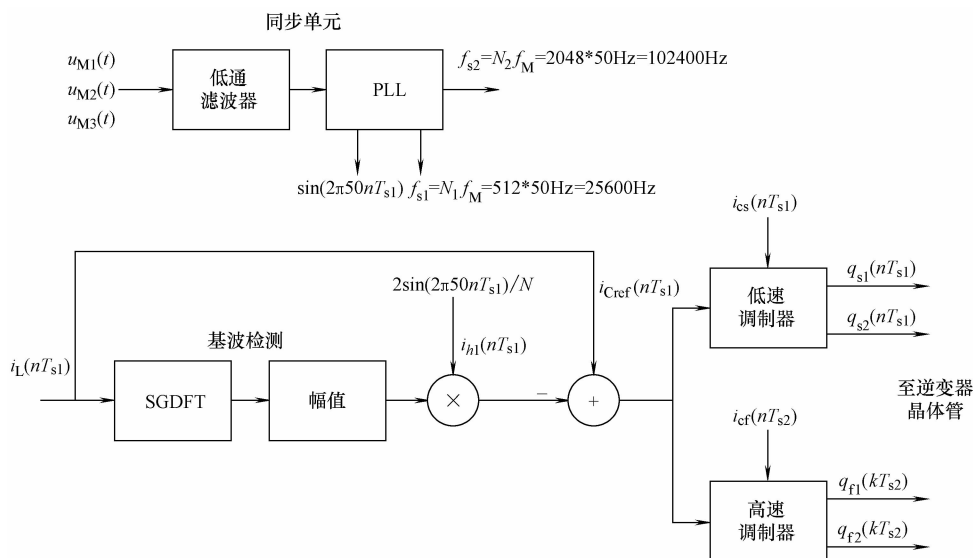 同步单元
uM1(t)
uM2(t)
uM3(t)
低通
滤波器
PLL
fs2=N2fM=2048*50Hz=102400Hz
sin(2π50nTs1)
fs1=N1fM=512*50Hz=25600Hz
ics(nTs1)
2sin(2π50nTs1)/N
iCref(nTs1)
低速
调制器
qs1(nTs1)
qs2(nTs1)
基波检测
ih1(nTs1)
iL(nTs1)
SGDFT
幅值
×
−
+
至逆变器
晶体管
icf(nTs2)
高速
调制器
qf1(kTs2)
qf2(kTs2)